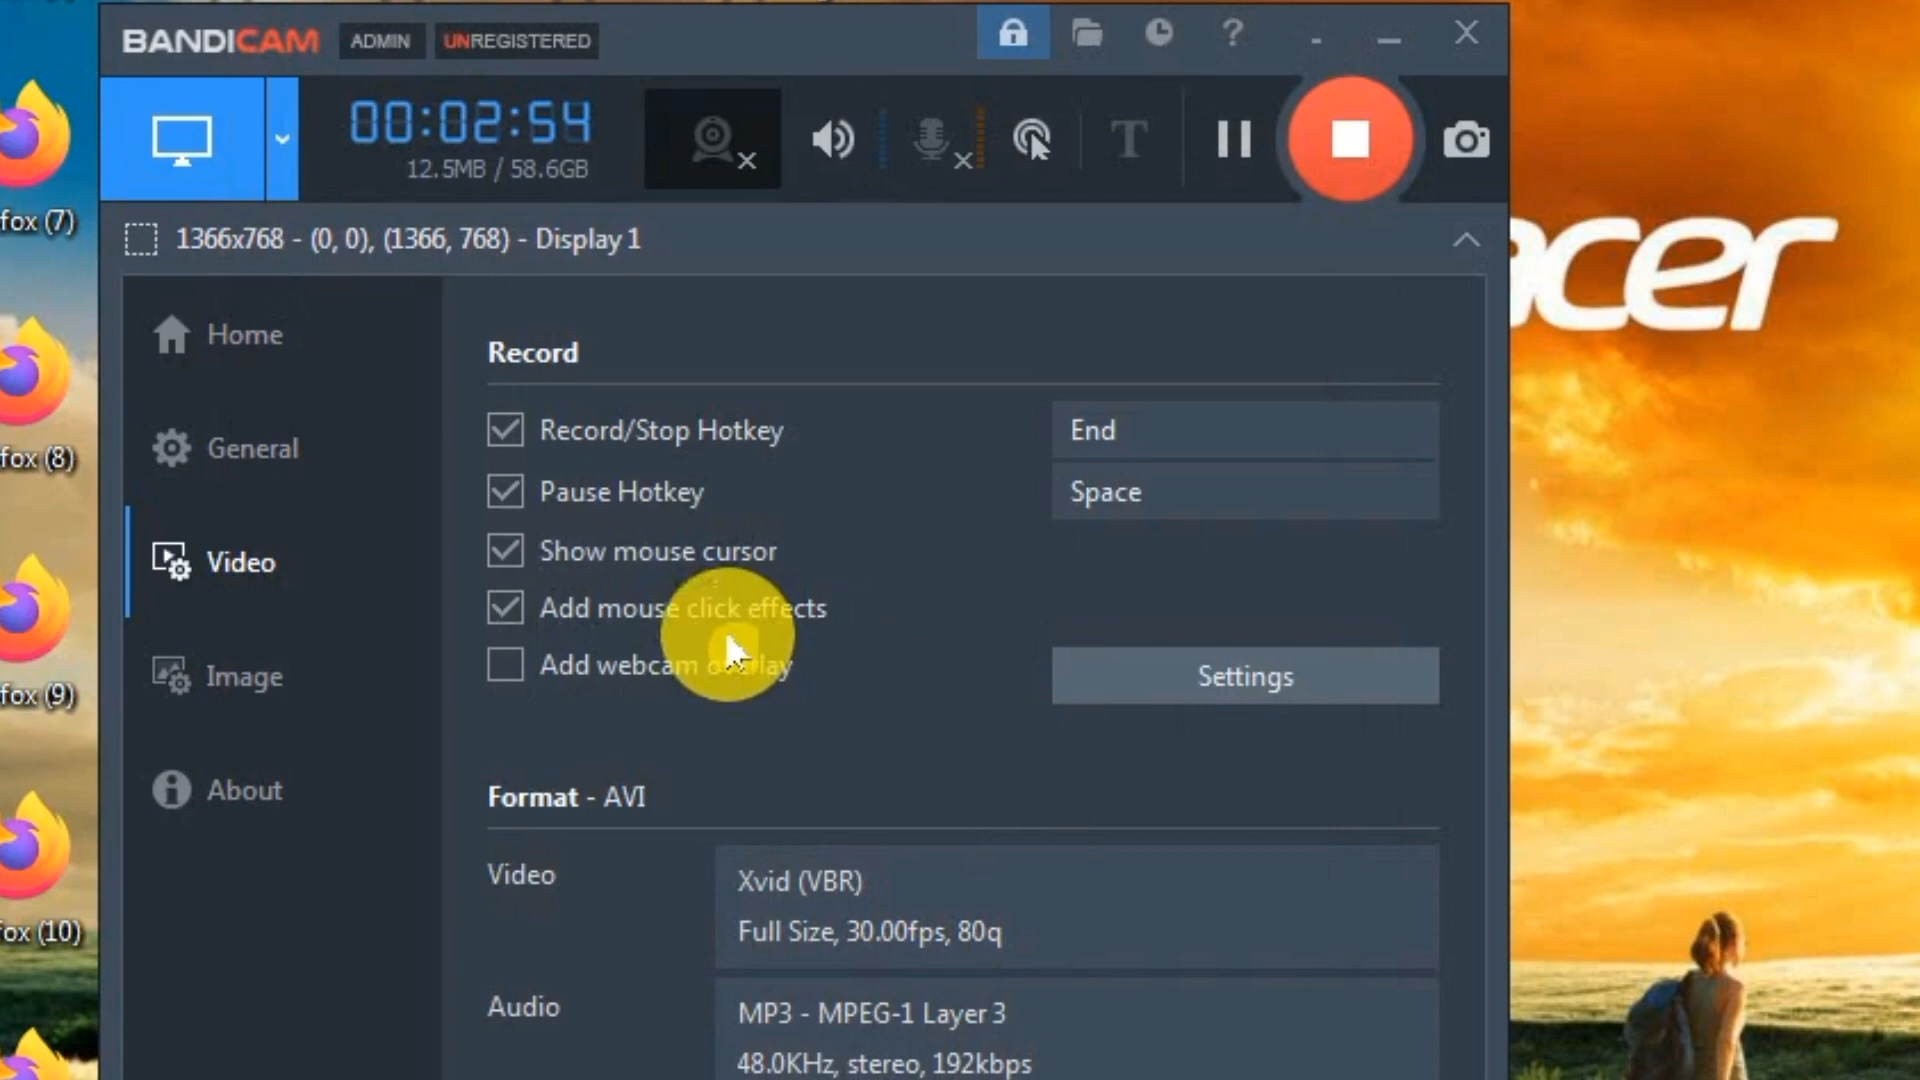 BANDICAM ADMIN UNREGISTERED ?
00:02:54
12.5MB / 58.6GB
T
1366x768 - (0, 0), (1366, 768) - Display 1
acer
fox (7)
fox (8)
fox (9)
fox (10)
Home
General
Video
Image
About
Record
Record/Stop Hotkey End
Pause Hotkey Space
Show mouse cursor
Add mouse click effects
Add webcam overlay
Settings
Format - AVI
Video
Xvid (VBR)
Full Size, 30.00fps, 80q
Audio
MP3 - MPEG-1 Layer 3
48.0KHz, stereo, 192kbps